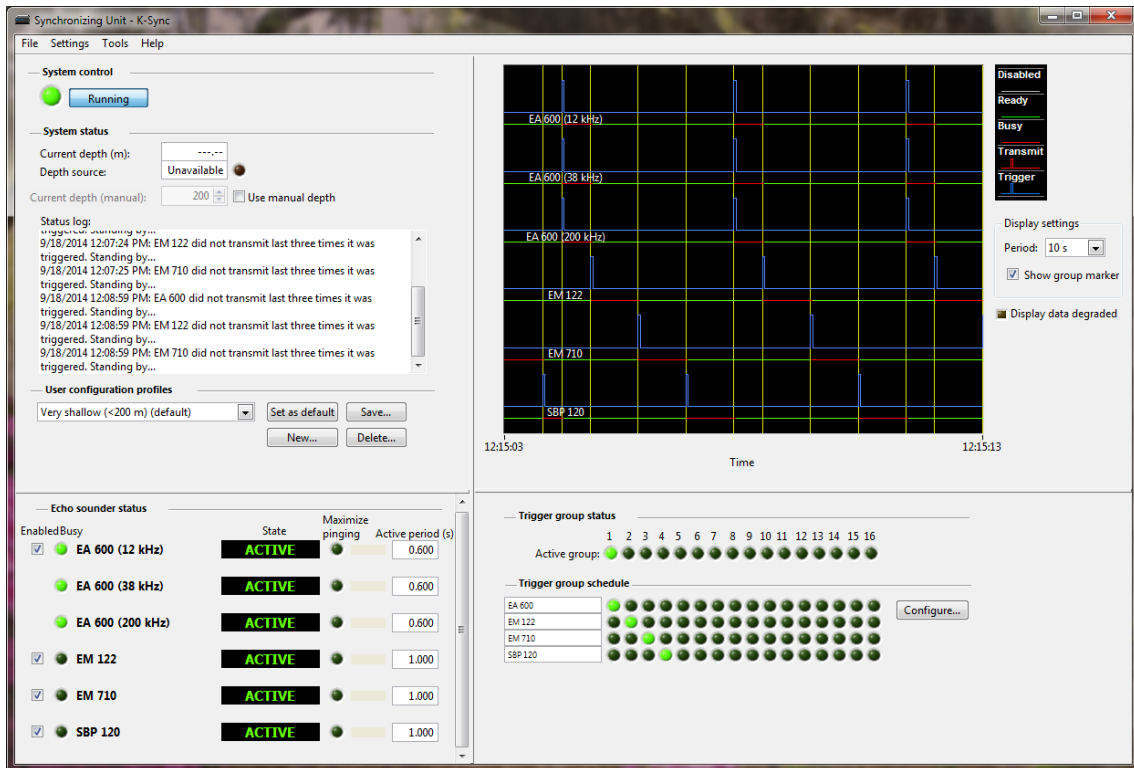 Synchronizing Unit - K-Sync
File Settings Tools Help
System control
Running
System status
Current depth (m): ---.--
Depth source: Unavailable
Current depth (manual): 200 Use manual depth
Status log:
triggered. Standing by...
9/18/2014 12:07:24 PM: EM 122 did not transmit last three times it was
triggered. Standing by...
9/18/2014 12:07:25 PM: EM 710 did not transmit last three times it was
triggered. Standing by...
9/18/2014 12:08:59 PM: EA 600 did not transmit last three times it was
triggered. Standing by...
9/18/2014 12:08:59 PM: EM 122 did not transmit last three times it was
triggered. Standing by...
9/18/2014 12:08:59 PM: EM 710 did not transmit last three times it was
triggered. Standing by...
User configuration profiles
Very shallow (<200 m) (default) Set as default Save...
New... Delete...
EA 600 (12 kHz)
EA 600 (38 kHz)
EA 600 (200 kHz)
EM 122
EM 710
SBP 120
12:15:03 12:15:13
Time
Disabled
Ready
Busy
Transmit
Trigger
Display settings
Period: 10 s
Show group marker
Display data degraded
Echo sounder status
Enabled Busy State Maximize pinging Active period (s)
EA 600 (12 kHz) ACTIVE 0.600
EA 600 (38 kHz) ACTIVE 0.600
EA 600 (200 kHz) ACTIVE 0.600
EM 122 ACTIVE 1.000
EM 710 ACTIVE 1.000
SBP 120 ACTIVE 1.000
Trigger group status
1 2 3 4 5 6 7 8 9 10 11 12 13 14 15 16
Active group:
Trigger group schedule
EA 600
EM 122
EM 710
SBP 120
Configure...